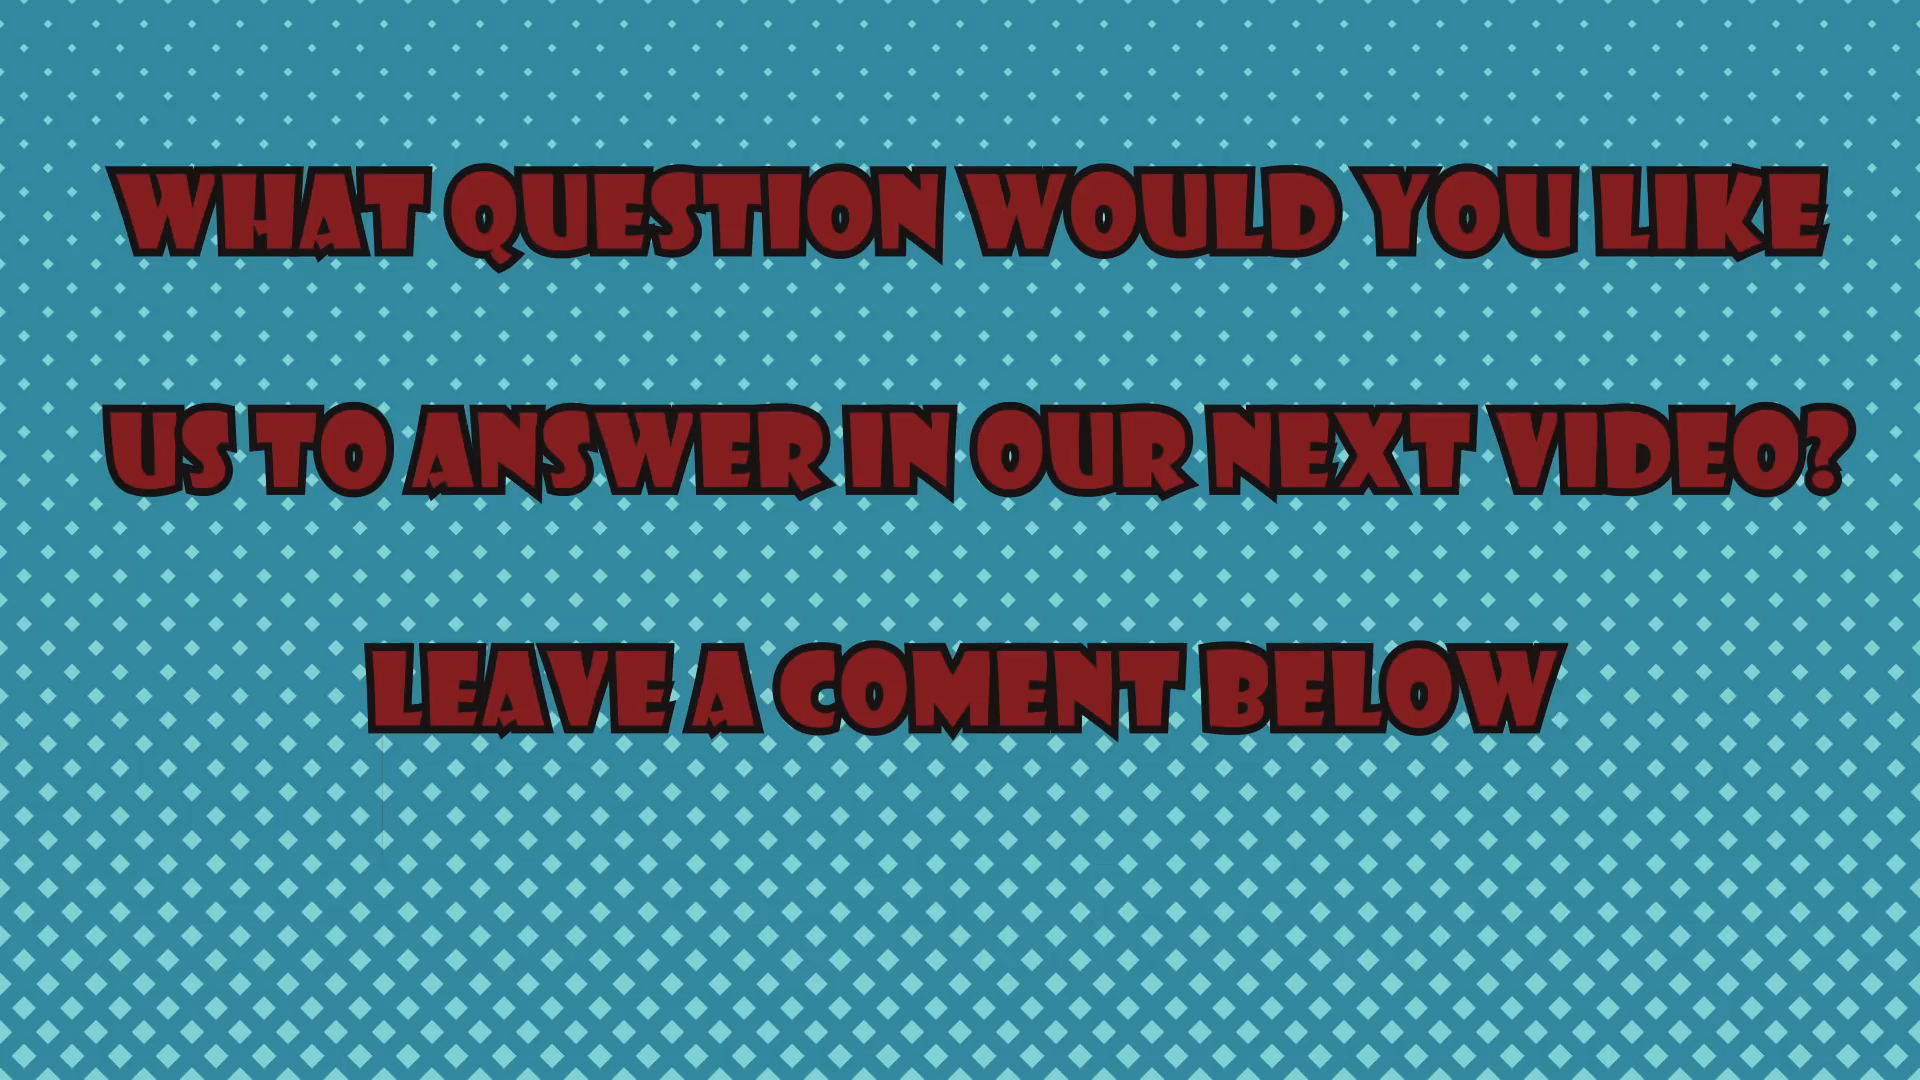 WHAT QUESTION WOULD YOU LIKE
US TO ANSWER IN OUR NEXT VIDEO?
LEAVE A COMENT BELOW